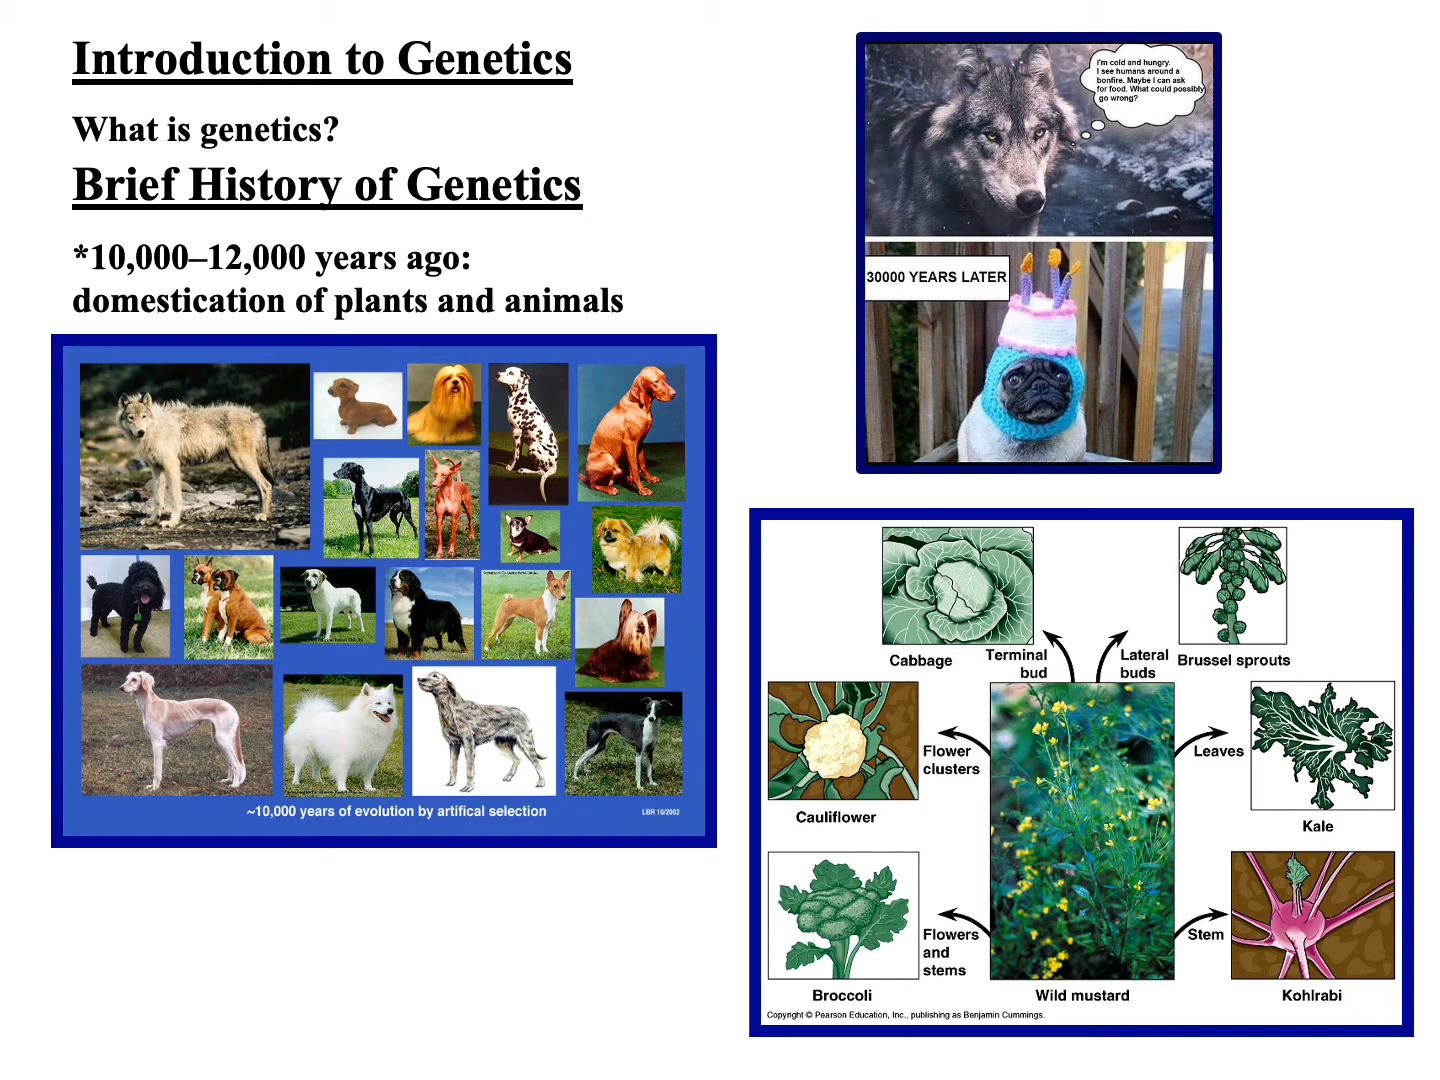 Introduction to Genetics
What is genetics?
Brief History of Genetics
*10,000–12,000 years ago:
domestication of plants and animals
~10,000 years of evolution by artifical selection
LBR 10/2002
I'm cold and hungry.
I see humans around a
bonfire. Maybe I can ask
for food. What could possibly
go wrong?
30000 YEARS LATER
Cabbage
Terminal
bud
Lateral
buds
Brussel sprouts
Flower
clusters
Leaves
Cauliflower
Kale
Flowers
and
stems
Stem
Broccoli
Wild mustard
Kohlrabi
Copyright © Pearson Education, Inc., publishing as Benjamin Cummings.